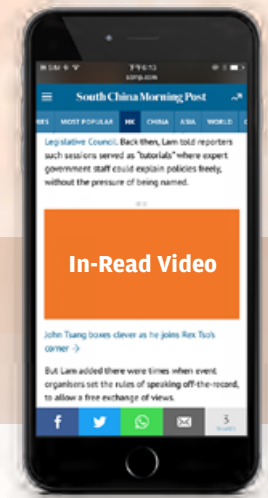 scmp.com
South China Morning Post
MOST POPULAR HK CHINA ASIA WORLD
Legislative Council. Back then, Lam told reporters
such sessions served as "tutorials" where expert
government staff could explain policies freely,
without the pressure of being named.
In-Read Video
John Tsang boxes clever as he joins Rex Tso's
corner →
But Lam added there were times when event
organisers set the rules of speaking off-the-record,
to allow a free exchange of views.
f
3